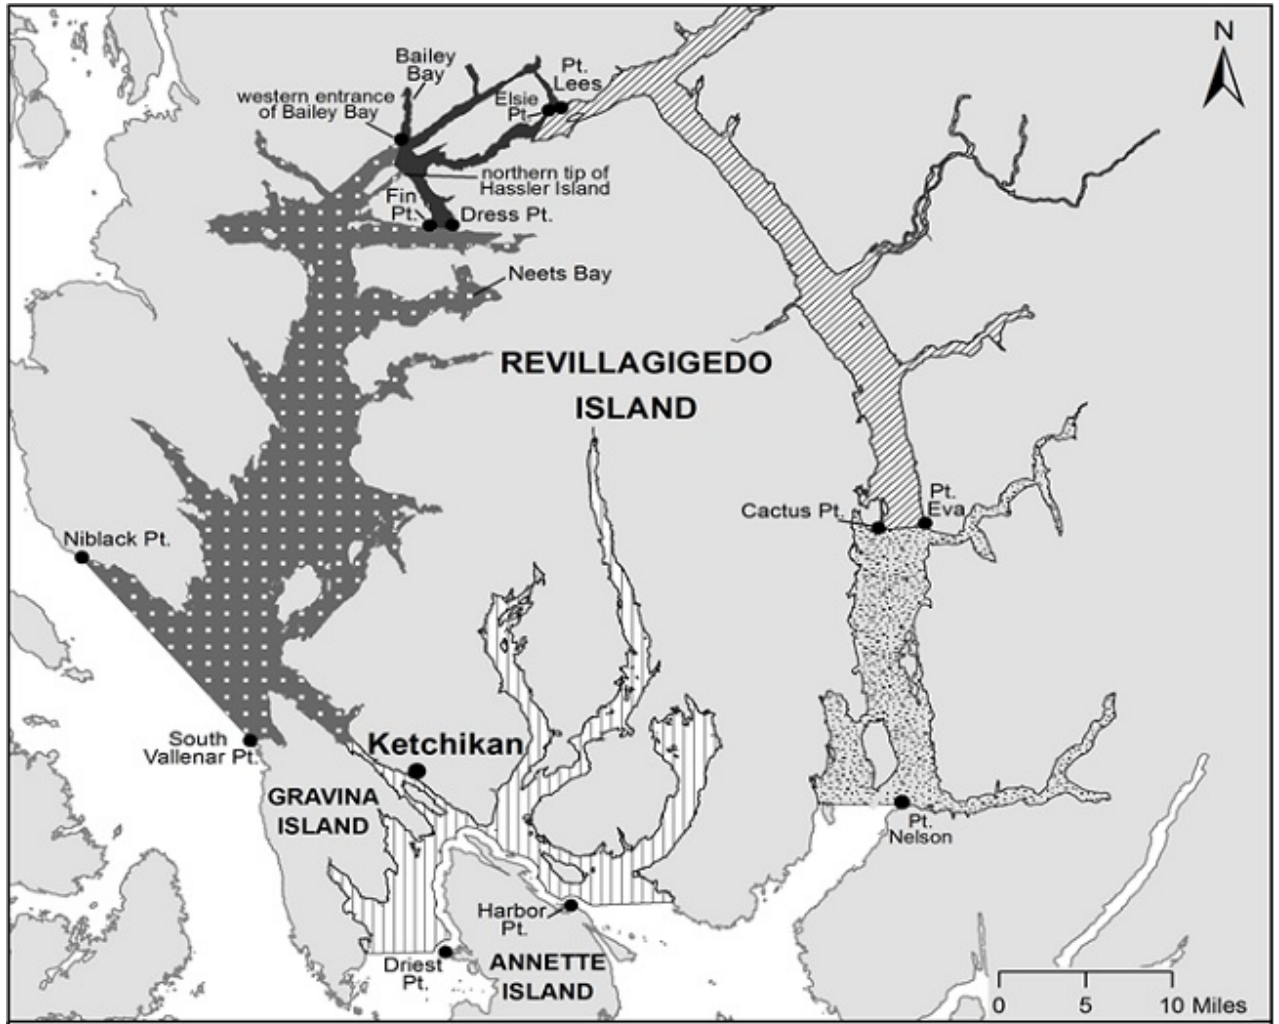 N
Bailey
Bay
Pt.
Lees
western entrance
of Bailey Bay
Elsie
Pt.
northern tip of
Hassler Island
Fin
Pt.
Dress Pt.
Neets Bay
REVILLAGIGEDO
ISLAND
Cactus Pt.
Pt.
Eva
Niblack Pt.
South
Vallenar Pt.
Ketchikan
GRAVINA
ISLAND
Pt.
Nelson
Harbor
Pt.
Driest
Pt.
ANNETTE
ISLAND
0 5 10 Miles